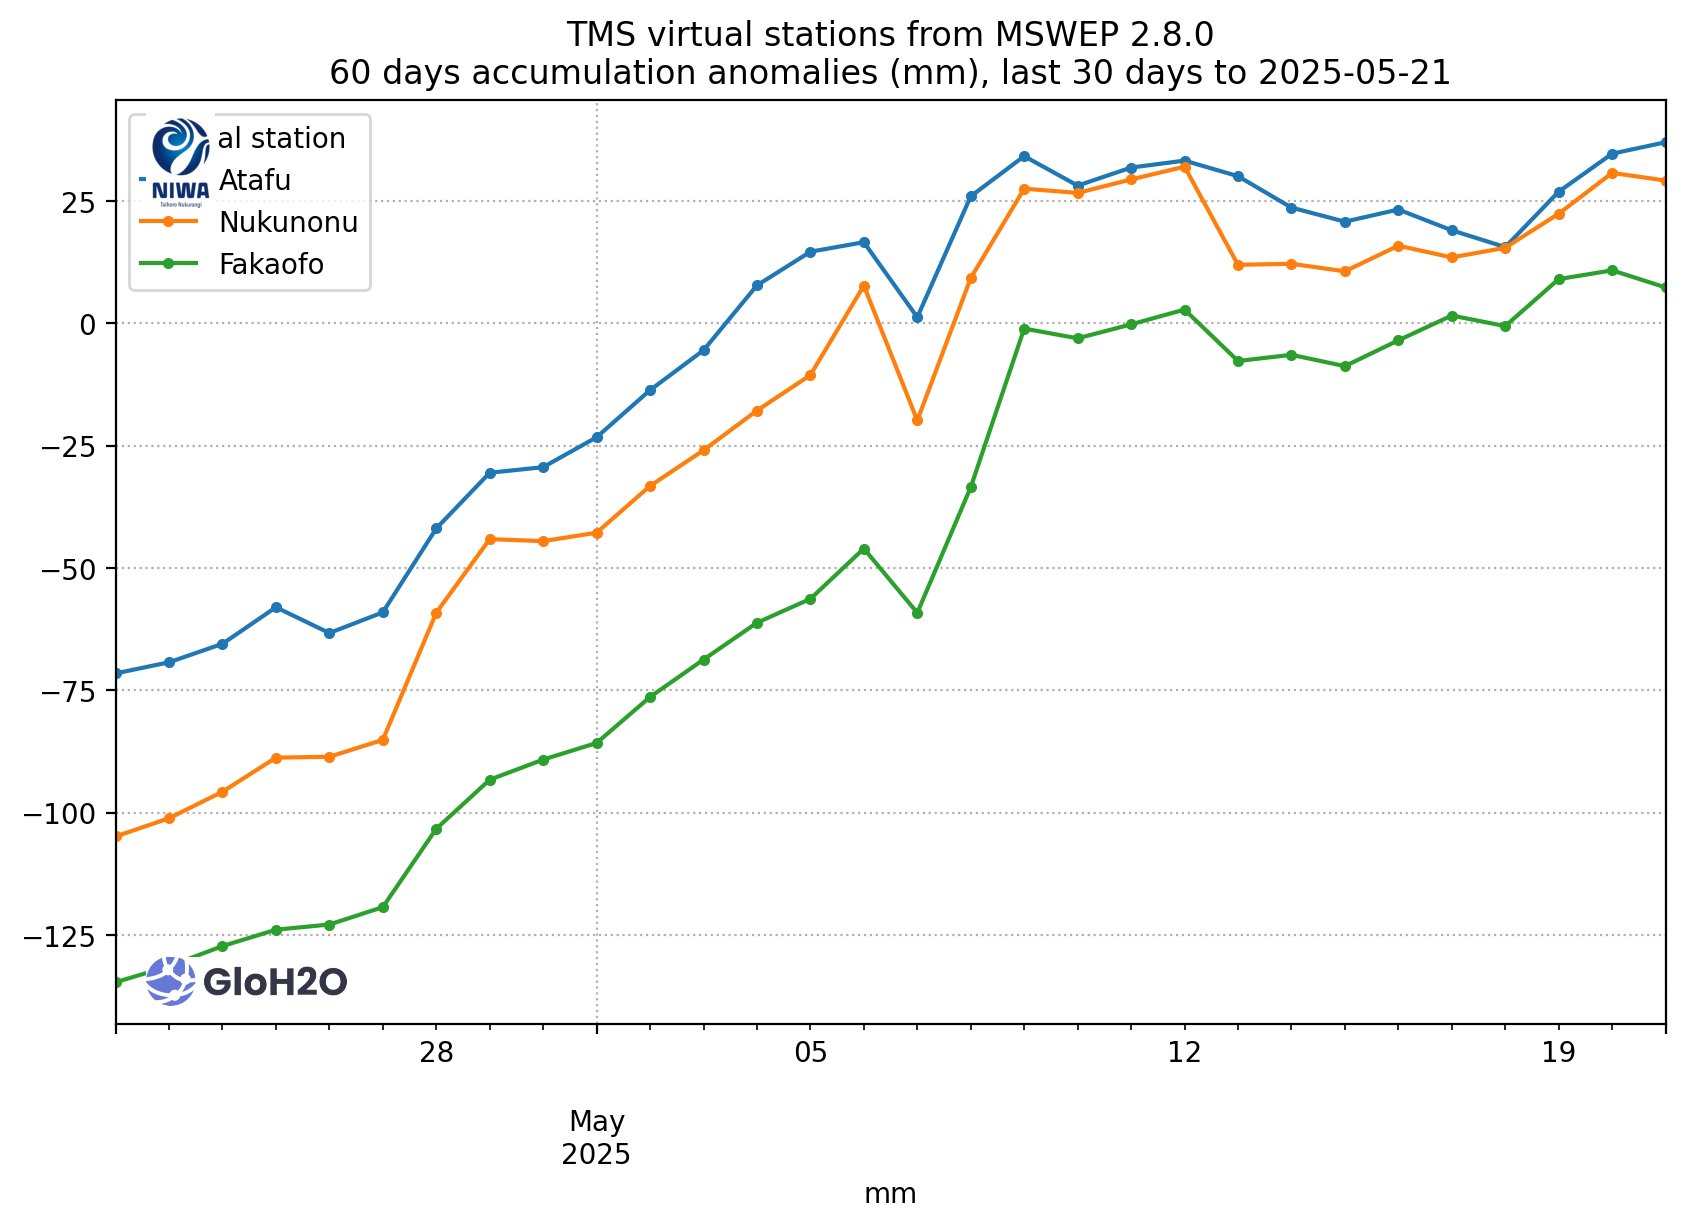 TMS virtual stations from MSWEP 2.8.0
60 days accumulation anomalies (mm), last 30 days to 2025-05-21
al station
Atafu
NIWA
Taihoro Nukurangi
Nukunonu
Fakaofo
25
0
−25
−50
−75
−100
−125
GloH2O
28
05
12
19
May
2025
mm